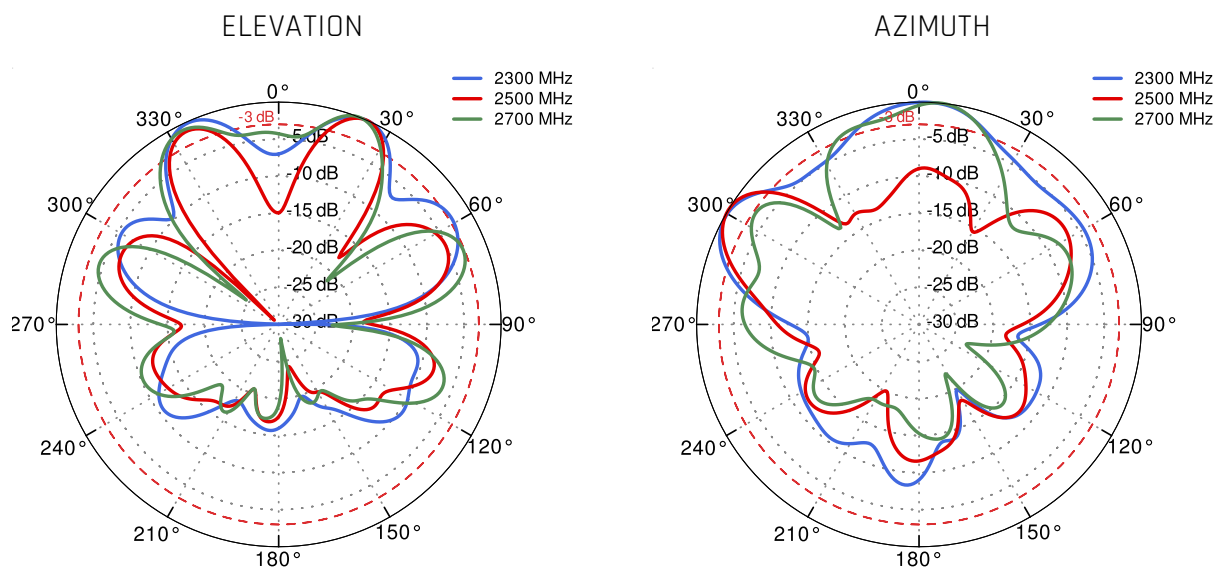 ELEVATION
2300 MHz
2500 MHz
2700 MHz
0°
30°
60°
90°
120°
150°
180°
210°
240°
270°
300°
330°
-3 dB
-5 dB
-10 dB
-15 dB
-20 dB
-25 dB
-30 dB
AZIMUTH
2300 MHz
2500 MHz
2700 MHz
0°
30°
60°
90°
120°
150°
180°
210°
240°
270°
300°
330°
-3 dB
-5 dB
-10 dB
-15 dB
-20 dB
-25 dB
-30 dB